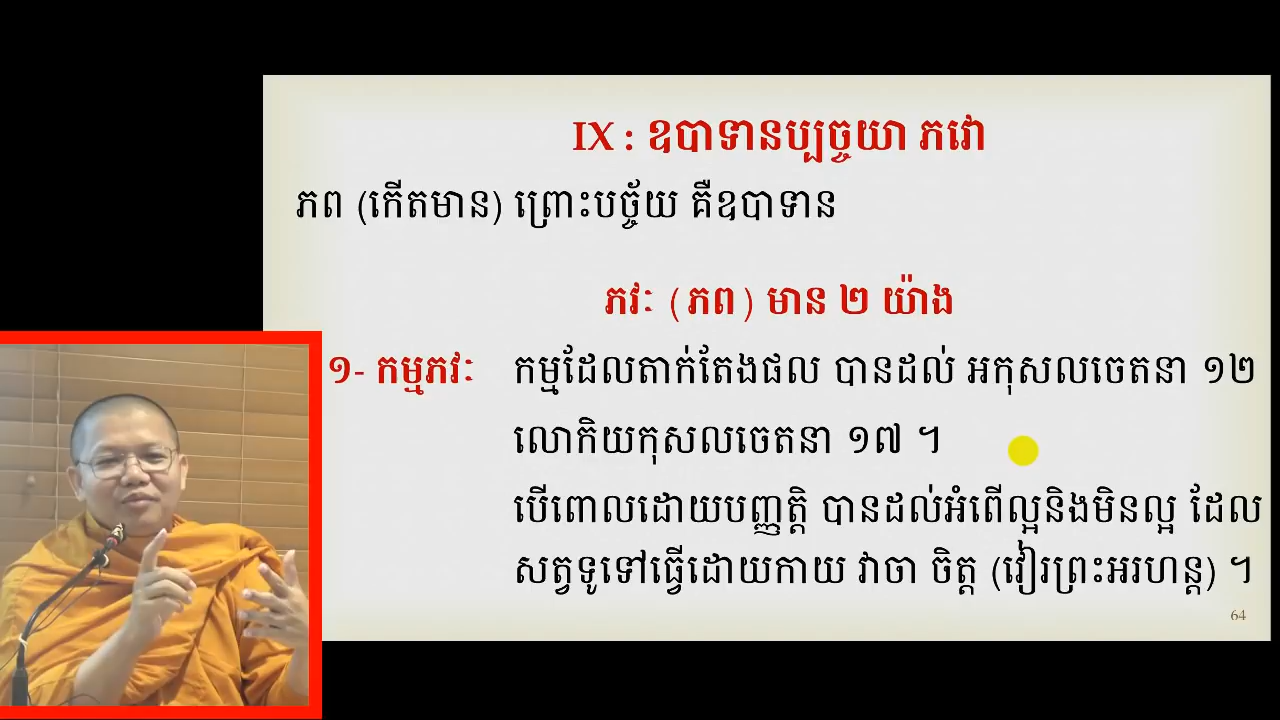 IX : ឧបាទានប្បច្ចយា ភវោ
ភព (កើតមាន) ព្រោះបច្ច័យ គឺឧបាទាន
ភវៈ (ភព) មាន ២ យ៉ាង
១- កម្មភវៈ កម្មដែលតាក់តែងផល បានដល់ អកុសលចេតនា ១២
លោកិយកុសលចេតនា ១៧ ។
បើពោលដោយបញ្ញត្តិ បានដល់អំពើល្អនិងមិនល្អ ដែល
សត្វទូទៅធ្វើដោយកាយ វាចា ចិត្ត (វៀរព្រះអរហន្ត) ។
64